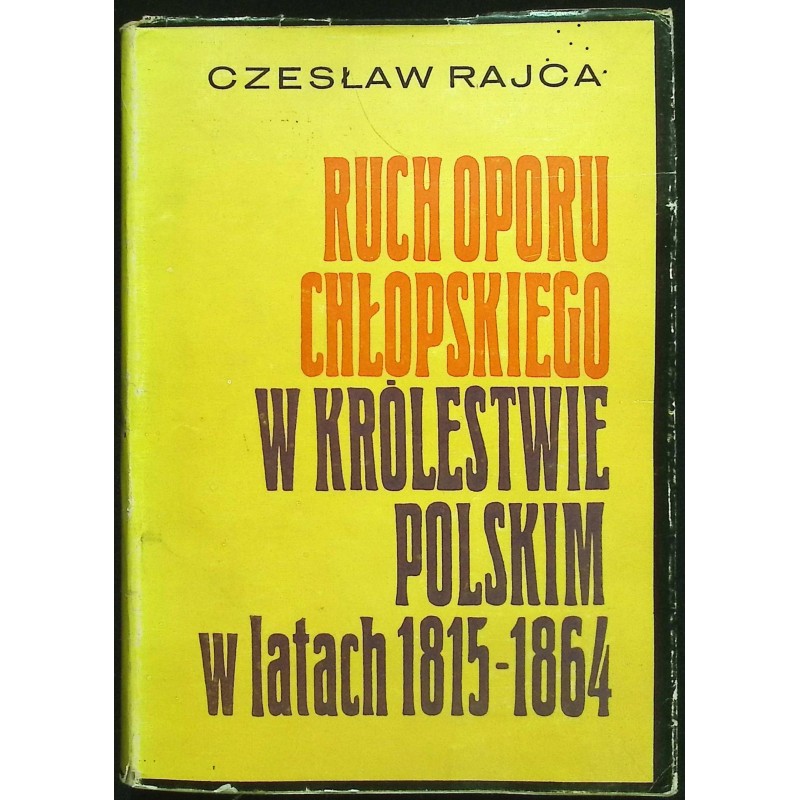 CZESŁAW RAJCA
RUCH OPORU
CHŁOPSKIEGO
W KRÓLESTWIE
POLSKIM
w latach 1815-1864